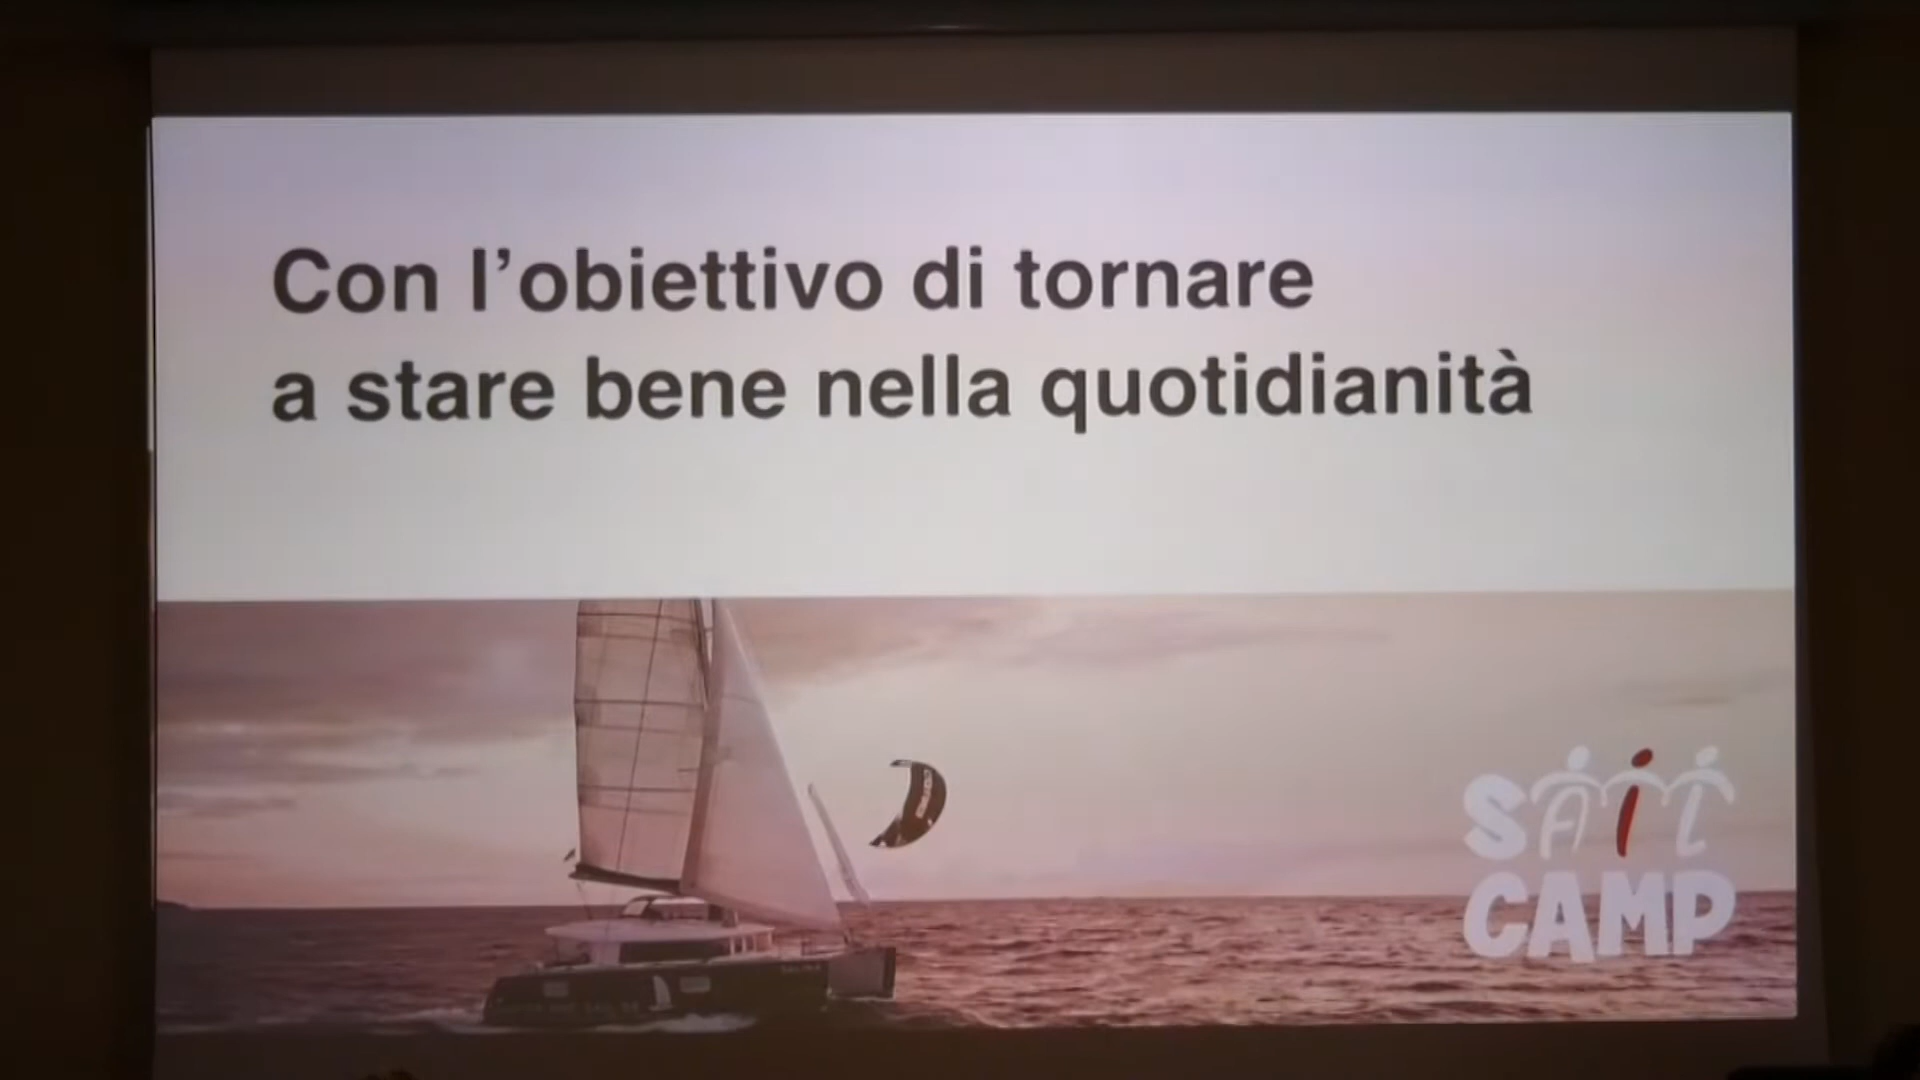 Con l'obiettivo di tornare
a stare bene nella quotidianità
SAiL
CAMP